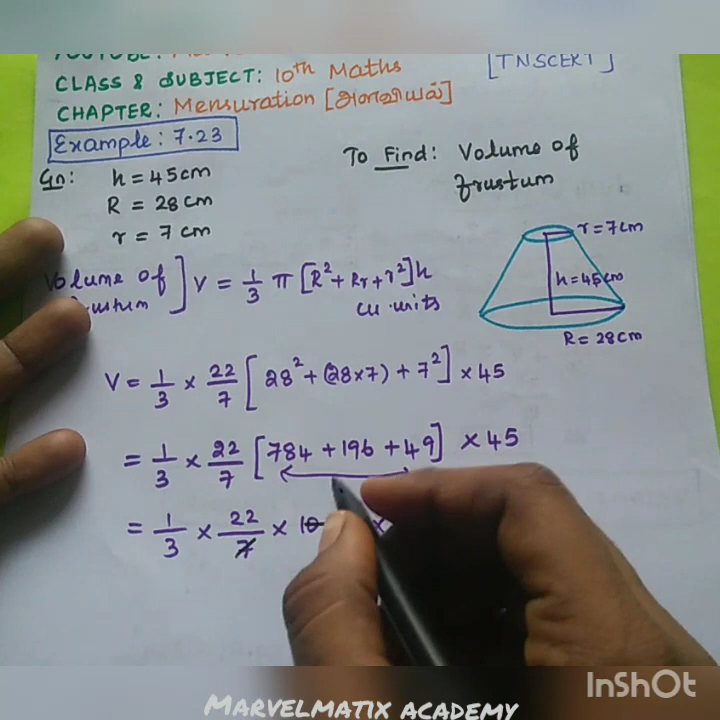 YOUTUBE:
CLASS & SUBJECT: 10th Maths
[TNSCERT]
CHAPTER: Mensuration [அளவியல்]
Example: 7.23
Gn: h = 45cm
R = 28cm
r = 7 cm
To Find: Volume of
frustum
r = 7cm
h = 45cm
R = 28cm
Volume of ] V = 1/3 π [R² + Rr + r²] h
frustum
cu.units
V = 1/3 × 22/7 [28² + (28×7) + 7²] × 45
= 1/3 × 22/7 [784 + 196 + 49] × 45
= 1/3 × 22/7 × 10 ×
InShOt
MARVELMATIX ACADEMY